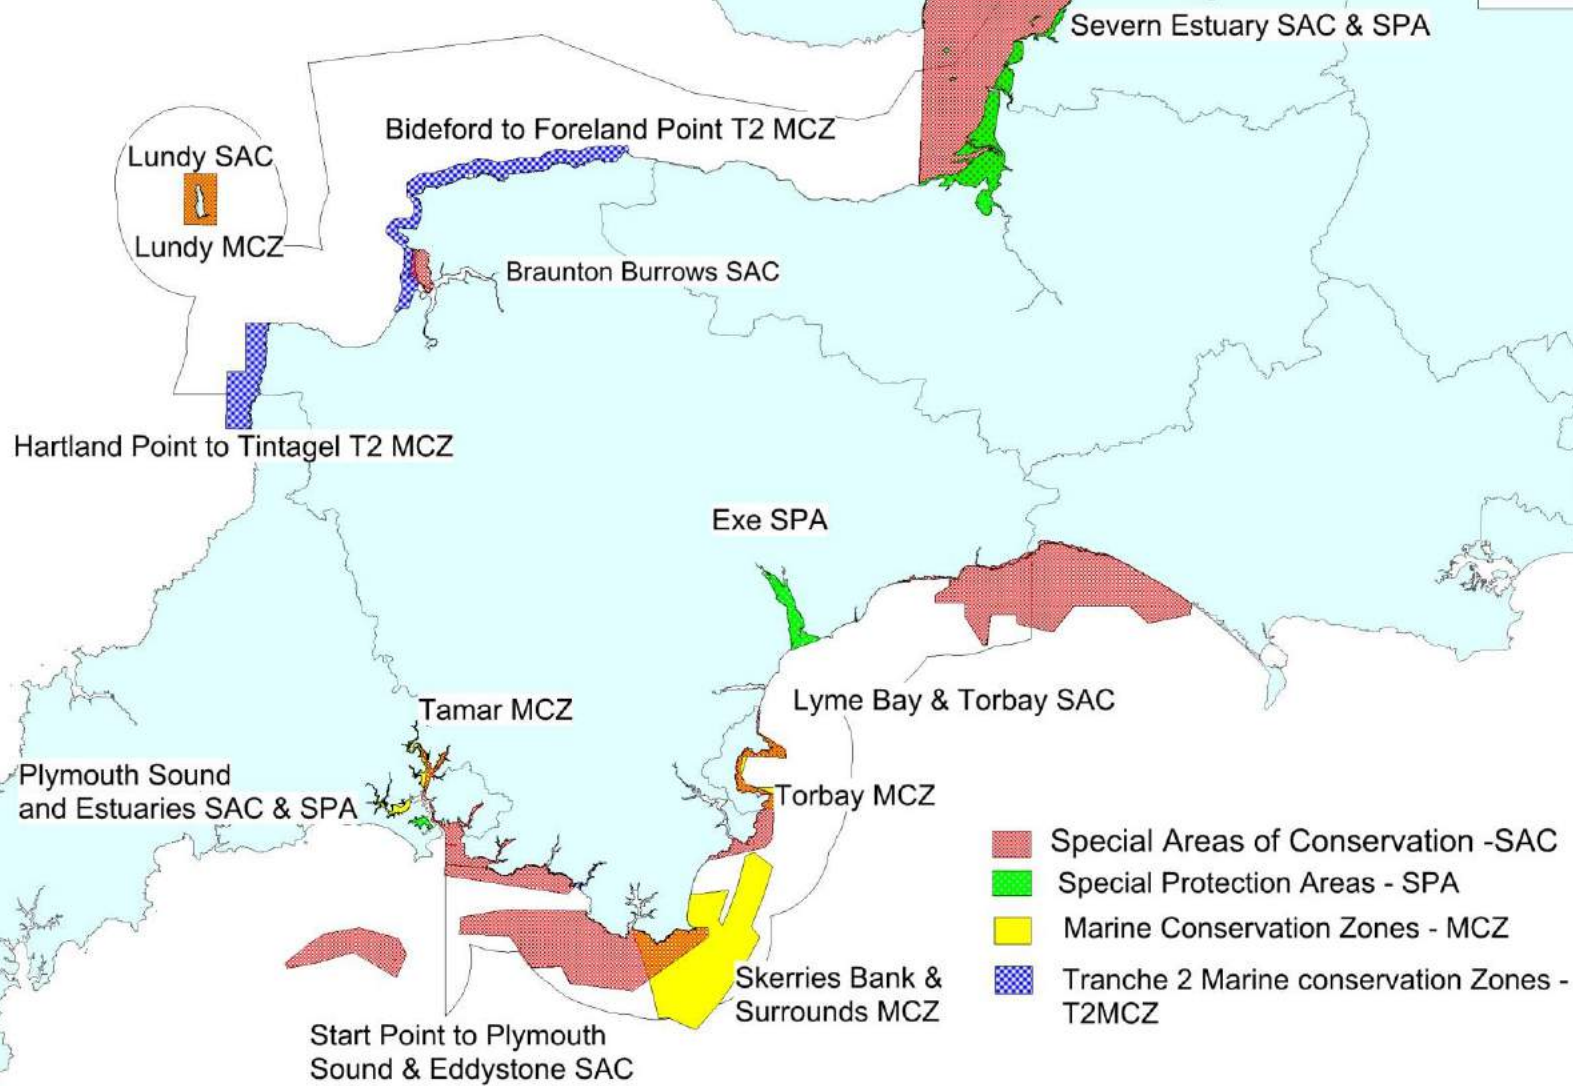 Severn Estuary SAC & SPA
Bideford to Foreland Point T2 MCZ
Lundy SAC
Lundy MCZ
Braunton Burrows SAC
Hartland Point to Tintagel T2 MCZ
Exe SPA
Lyme Bay & Torbay SAC
Tamar MCZ
Plymouth Sound
and Estuaries SAC & SPA
Torbay MCZ
Special Areas of Conservation -SAC
Special Protection Areas - SPA
Marine Conservation Zones - MCZ
Tranche 2 Marine conservation Zones -
T2MCZ
Skerries Bank &
Surrounds MCZ
Start Point to Plymouth
Sound & Eddystone SAC